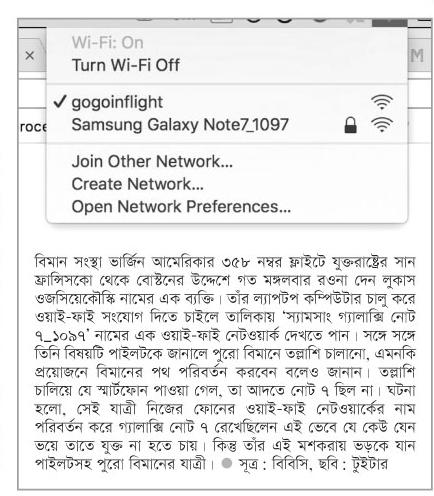 Wi-Fi: On
Turn Wi-Fi Off
✓ gogoinflight
Samsung Galaxy Note7_1097
roce
Join Other Network...
Create Network...
Open Network Preferences...
বিমান সংস্থা ভার্জিন আমেরিকার ৩৫৮ নম্বর ফ্লাইটে যুক্তরাষ্ট্রের সান
ফ্রান্সিসকো থেকে বোস্টনের উদ্দেশে গত মঙ্গলবার রওনা দেন লুকাস
ওজসিয়েকৌস্কি নামের এক ব্যক্তি। তাঁর ল্যাপটপ কম্পিউটার চালু করে
ওয়াই-ফাই সংযোগ দিতে চাইলে তালিকায় ‘স্যামসাং গ্যালাক্সি নোট
৭_১০৯৭’ নামের এক ওয়াই-ফাই নেটওয়ার্ক দেখতে পান। সঙ্গে সঙ্গে
তিনি বিষয়টি পাইলটকে জানালে পুরো বিমানে তল্লাশি চালানো, এমনকি
প্রয়োজনে বিমানের পথ পরিবর্তন করবেন বলেও জানান। তল্লাশি
চালিয়ে যে স্মার্টফোন পাওয়া গেল, তা আদতে নোট ৭ ছিল না। ঘটনা
হলো, সেই যাত্রী নিজের ফোনের ওয়াই-ফাই নেটওয়ার্কের নাম
পরিবর্তন করে গ্যালাক্সি নোট ৭ রেখেছিলেন এই ভেবে যে কেউ যেন
ভয়ে তাতে যুক্ত না হতে চায়। কিন্তু তাঁর এই মশকরায় ভড়কে যান
পাইলটসহ পুরো বিমানের যাত্রী। ● সূত্র : বিবিসি, ছবি : টুইটার